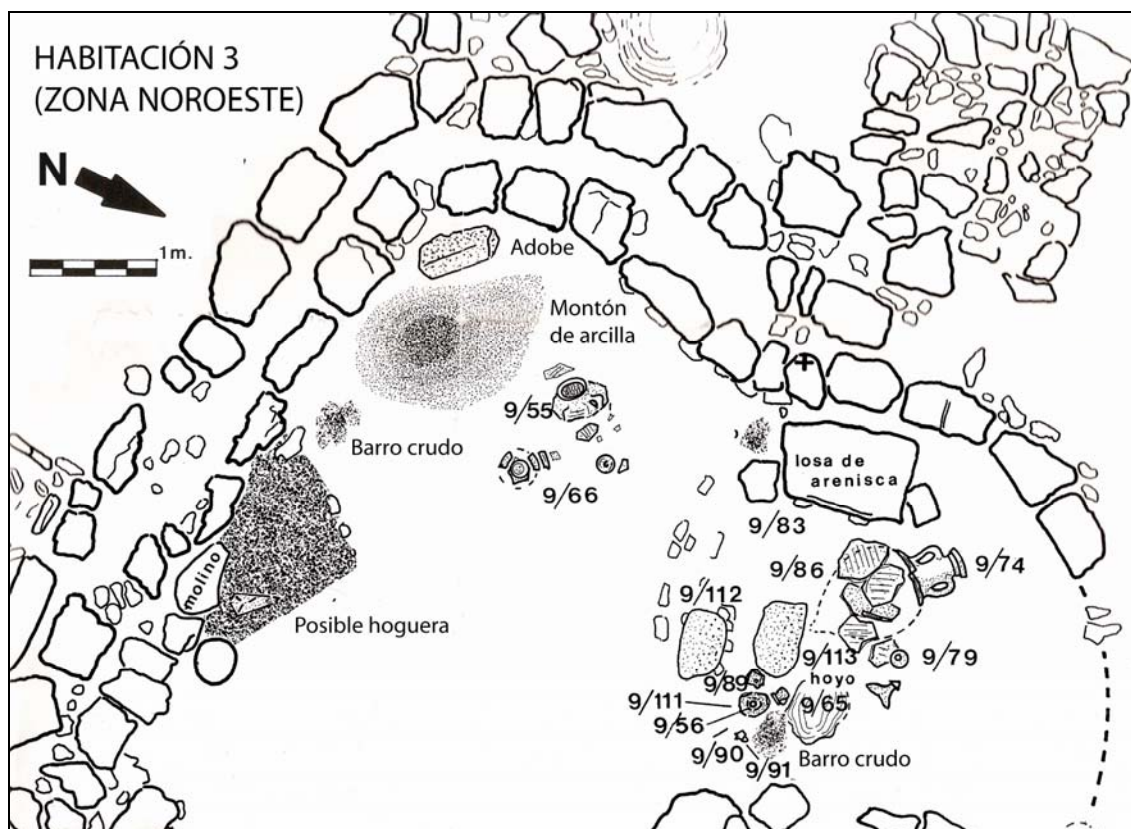 HABITACIÓN 3
(ZONA NOROESTE)
N
1m.
Adobe
Montón
de arcilla
9/55
Barro crudo
9/66
losa de
arenisca
9/83
9/86
9/74
molino
9/112
Posible hoguera
9/113
9/79
hoyo
9/89
9/65
9/111
9/56
9/90
9/91
Barro crudo